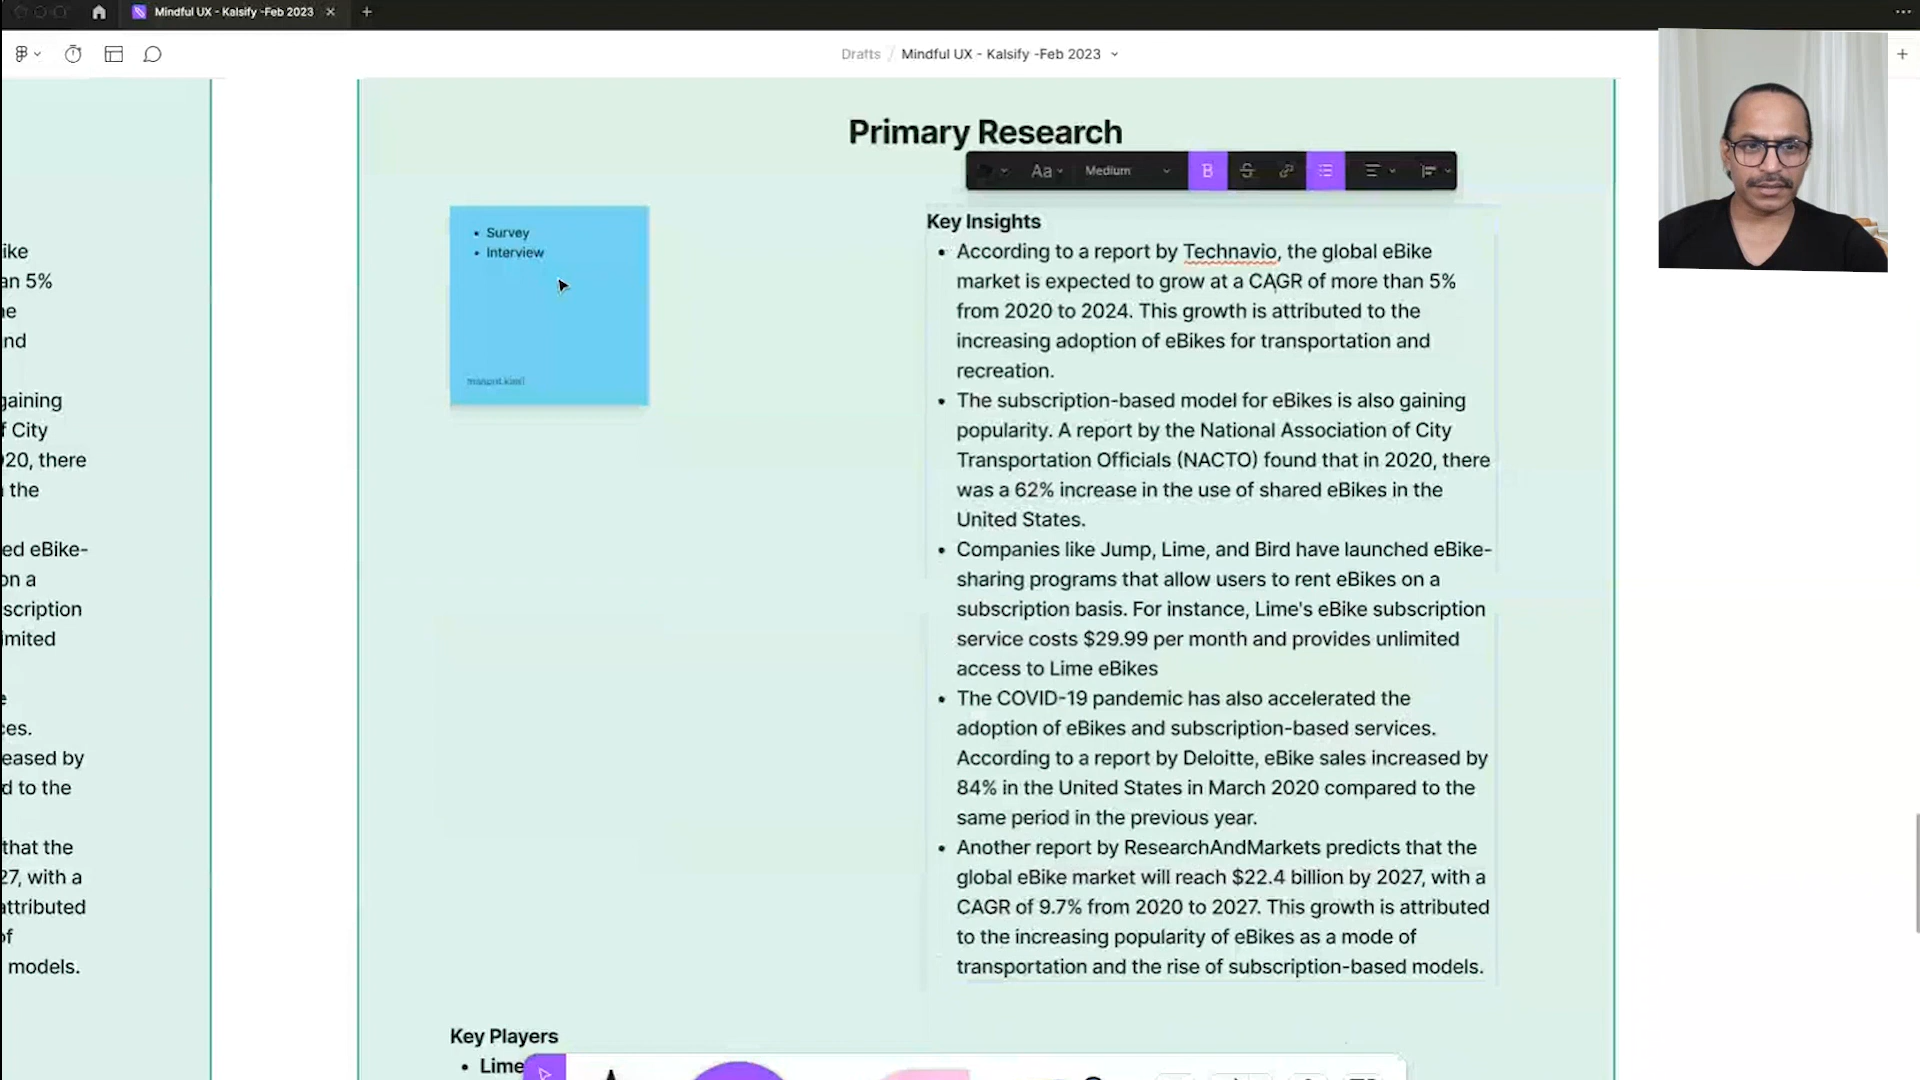 Mindful UX - Kalsify -Feb 2023
Drafts / Mindful UX - Kalsify -Feb 2023
Primary Research
Aa
Medium
B
S
Survey
Interview
Key Insights
According to a report by Technavio, the global eBike
market is expected to grow at a CAGR of more than 5%
from 2020 to 2024. This growth is attributed to the
increasing adoption of eBikes for transportation and
recreation.
The subscription-based model for eBikes is also gaining
popularity. A report by the National Association of City
Transportation Officials (NACTO) found that in 2020, there
was a 62% increase in the use of shared eBikes in the
United States.
Companies like Jump, Lime, and Bird have launched eBike-
sharing programs that allow users to rent eBikes on a
subscription basis. For instance, Lime's eBike subscription
service costs $29.99 per month and provides unlimited
access to Lime eBikes
The COVID-19 pandemic has also accelerated the
adoption of eBikes and subscription-based services.
According to a report by Deloitte, eBike sales increased by
84% in the United States in March 2020 compared to the
same period in the previous year.
Another report by ResearchAndMarkets predicts that the
global eBike market will reach $22.4 billion by 2027, with a
CAGR of 9.7% from 2020 to 2027. This growth is attributed
to the increasing popularity of eBikes as a mode of
transportation and the rise of subscription-based models.
Key Players
Lime
ike
an 5%
ne
nd
gaining
f City
020, there
the
ed eBike-
on a
scription
imited
e
ces.
eased by
d to the
that the
27, with a
attributed
of
models.